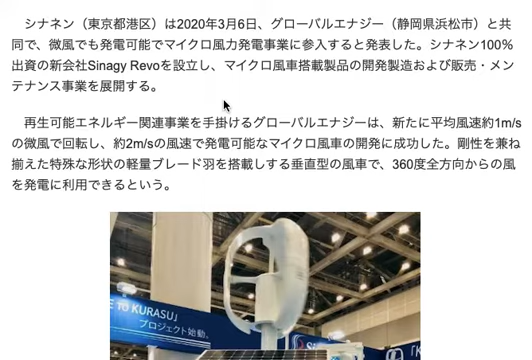 シナネン（東京都港区）は2020年3月6日、グローバルエナジー（静岡県浜松市）と共
同で、微風でも発電可能でマイクロ風力発電事業に参入すると発表した。シナネン100％
出資の新会社Sinagy Revoを設立し、マイクロ風車搭載製品の開発製造および販売・メン
テナンス事業を展開する。
再生可能エネルギー関連事業を手掛けるグローバルエナジーは、新たに平均風速約1m/s
の微風で回転し、約2m/sの風速で発電可能なマイクロ風車の開発に成功した。剛性を兼ね
揃えた特殊な形状の軽量ブレード羽を搭載しする垂直型の風車で、360度全方向からの風
を発電に利用できるという。
E to KURASU」
プロジェクト始動、